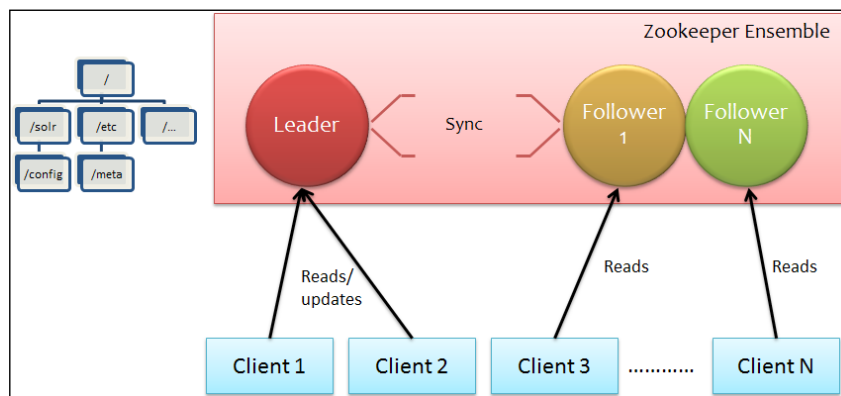 Zookeeper Ensemble
/
/solr
/etc
/...
/config
/meta
Leader
Sync
Follower
1
Follower
N
Reads/
updates
Reads
Reads
Client 1
Client 2
Client 3
............
Client N